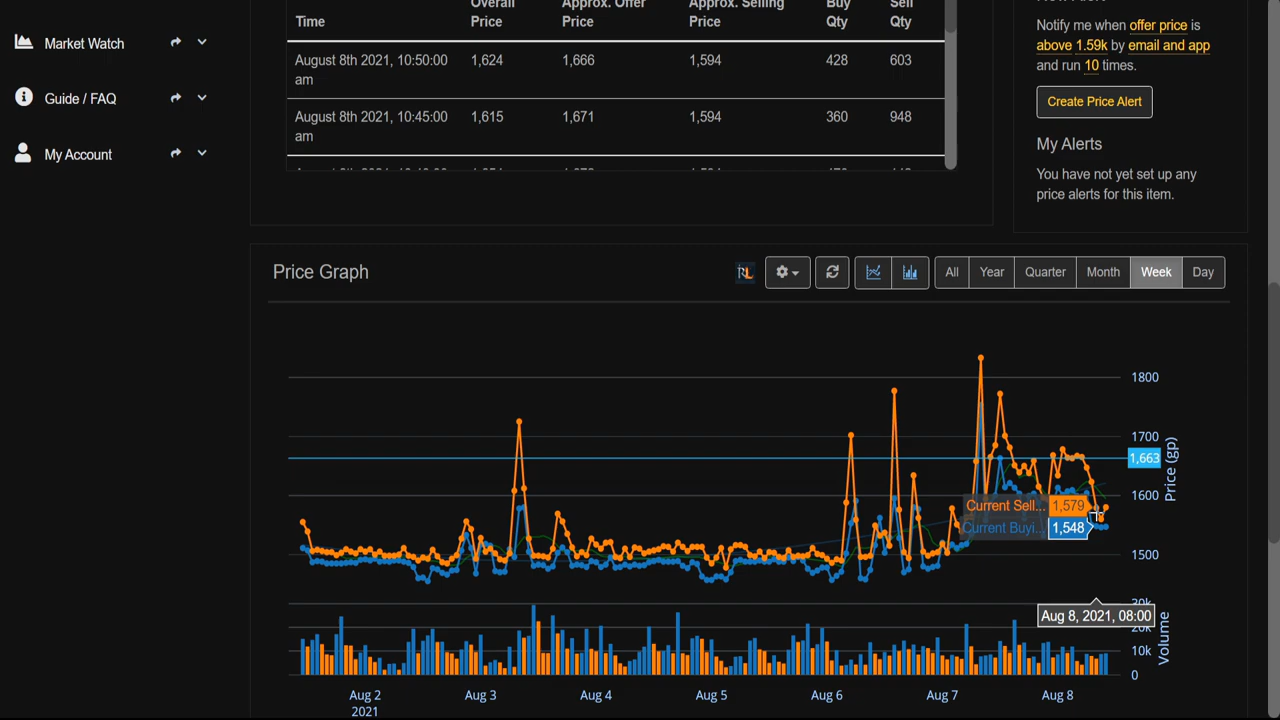 Market Watch
Guide / FAQ
My Account
Time Overall Price Approx. Offer Price Approx. Selling Price Buy Qty Sell Qty
August 8th 2021, 10:50:00 am 1,624 1,666 1,594 428 603
August 8th 2021, 10:45:00 am 1,615 1,671 1,594 360 948
Notify me when offer price is
above 1.59k by email and app
and run 10 times.
Create Price Alert
My Alerts
You have not yet set up any
price alerts for this item.
Price Graph
All Year Quarter Month Week Day
1800
1700
1,663
1600
1500
Price (gp)
Current Sell... 1,579
Current Buyi... 1,548
Aug 8, 2021, 08:00
30k
20k
10k
0
Volume
Aug 2 Aug 3 Aug 4 Aug 5 Aug 6 Aug 7 Aug 8
2021